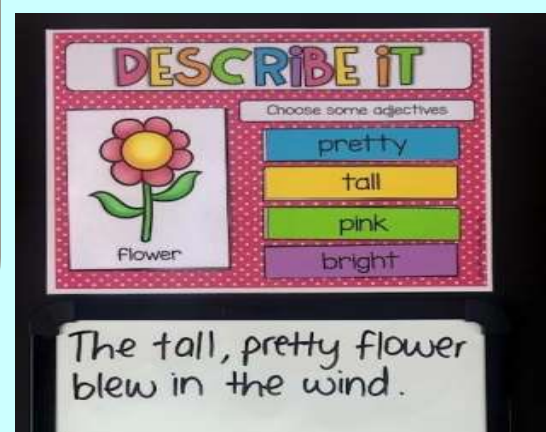 DESCRIBE iT
Choose some adjectives
pretty
tall
pink
bright
flower
The tall, pretty flower
blew in the wind.